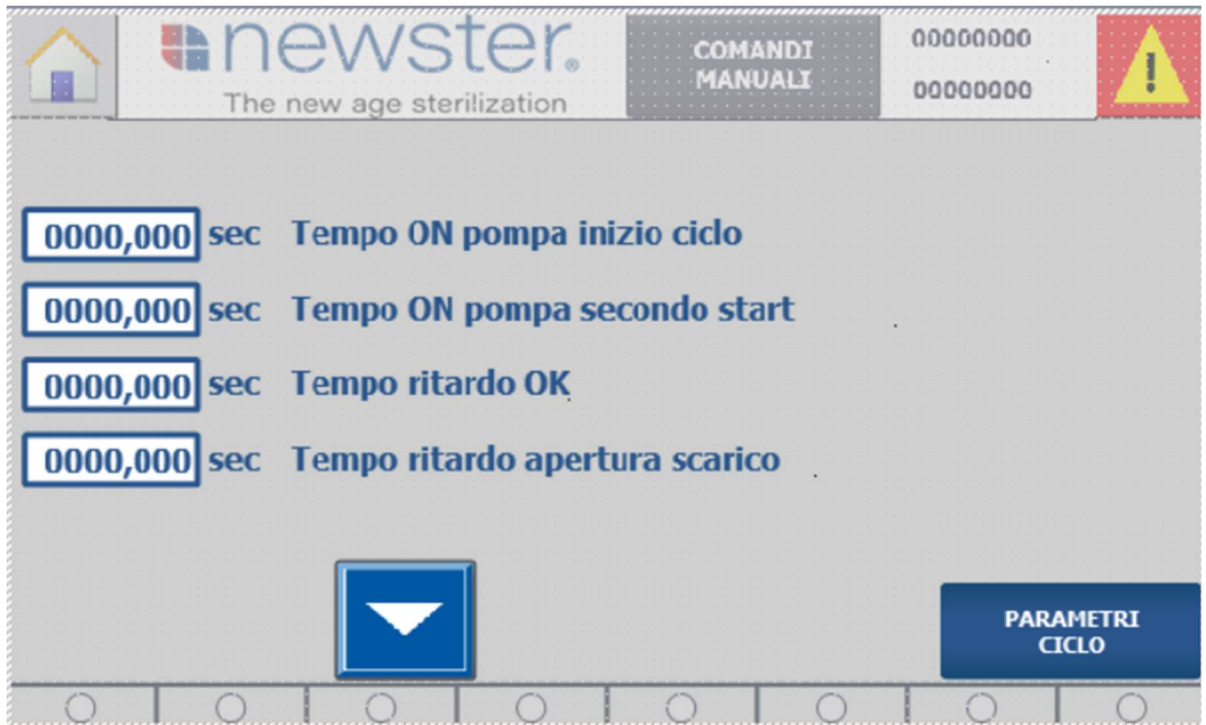 newster.
The new age sterilization
COMANDI
MANUALI
00000000
00000000
!
0000,000 sec Tempo ON pompa inizio ciclo
0000,000 sec Tempo ON pompa secondo start
0000,000 sec Tempo ritardo OK
0000,000 sec Tempo ritardo apertura scarico
PARAMETRI
CICLO